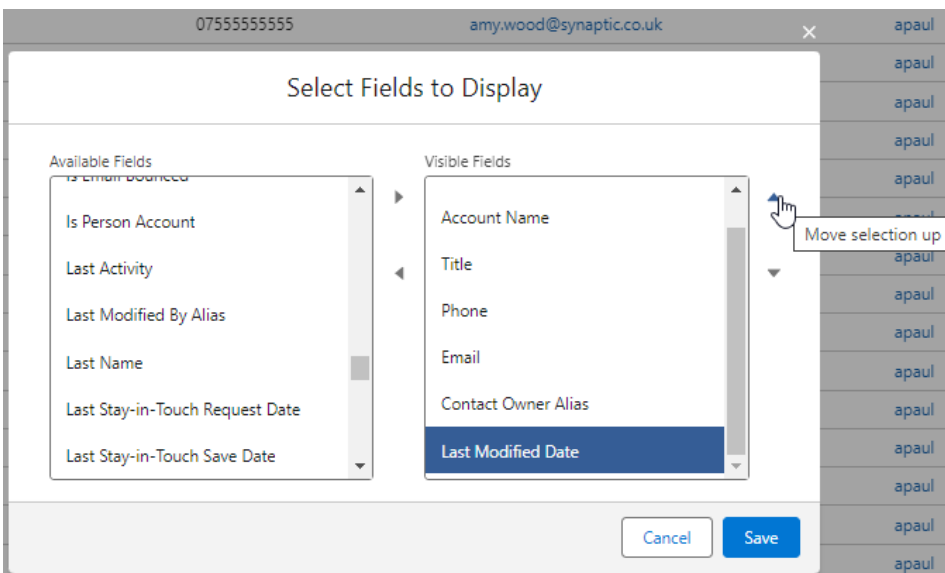 07555555555 amy.wood@synaptic.co.uk apaul
apaul
Select Fields to Display
apaul
apaul
Available Fields Visible Fields
apaul
Is Email Bounced
Is Person Account
Account Name
Move selection up
apaul
Last Activity
Title
apaul
Last Modified By Alias
Phone
apaul
Last Name
Email
apaul
Last Stay-in-Touch Request Date
Contact Owner Alias
apaul
Last Stay-in-Touch Save Date
Last Modified Date
apaul
apaul
Cancel Save
apaul
apaul